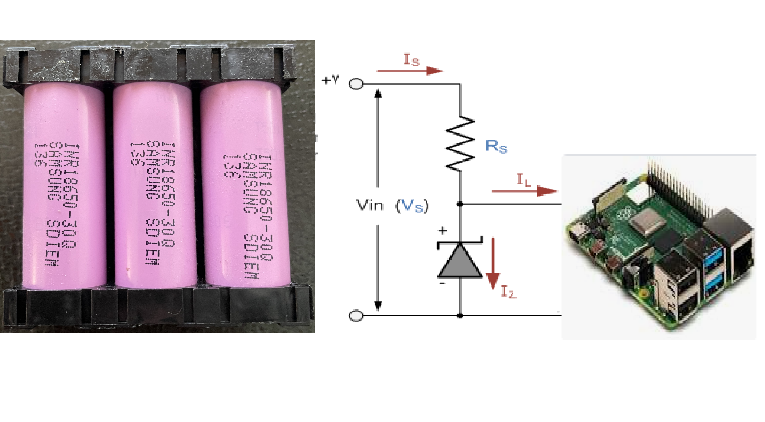 INR18650-30Q
SAMSUNG SDIEM
136
INR18650-30Q
SAMSUNG SDIEM
136
INR18650-30Q
SAMSUNG SDIEM
136
IS
+V
RS
IL
Vin (VS)
+
-
IZ